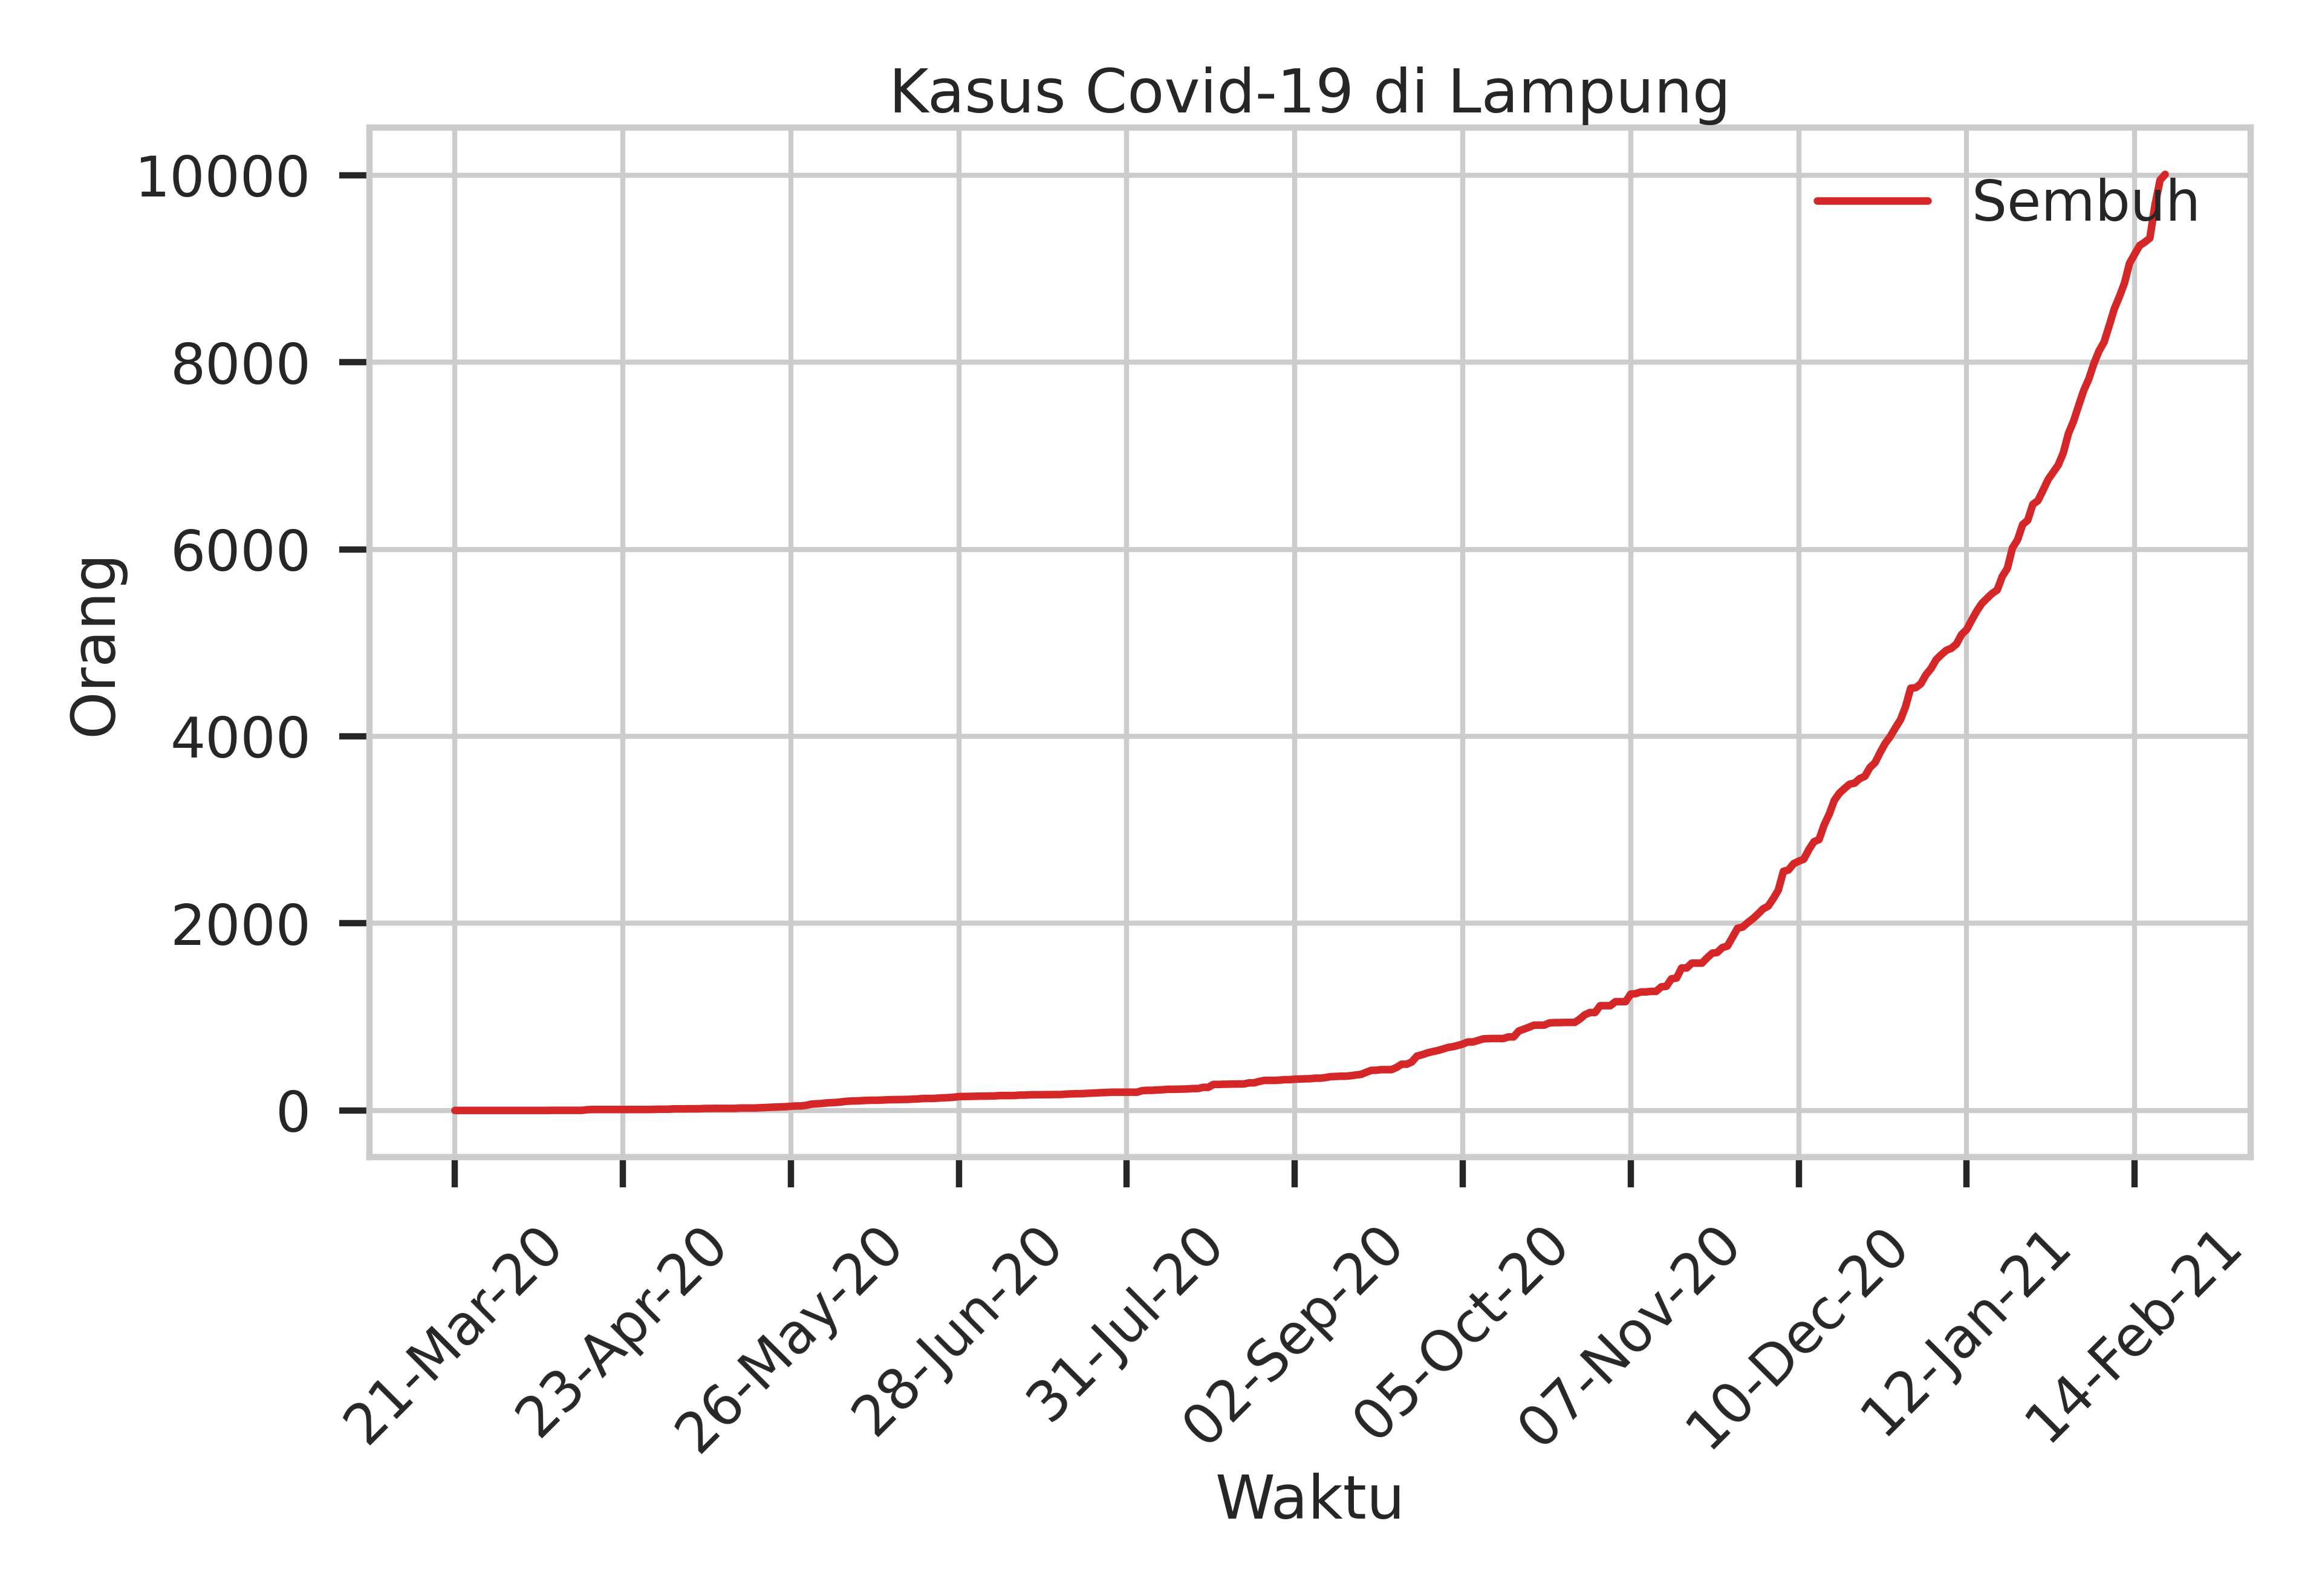 Kasus Covid-19 di Lampung
Sembuh
10000
8000
6000
4000
2000
0
Orang
21-Mar-20
23-Apr-20
26-May-20
28-Jun-20
31-Jul-20
02-Sep-20
05-Oct-20
07-Nov-20
10-Dec-20
12-Jan-21
14-Feb-21
Waktu